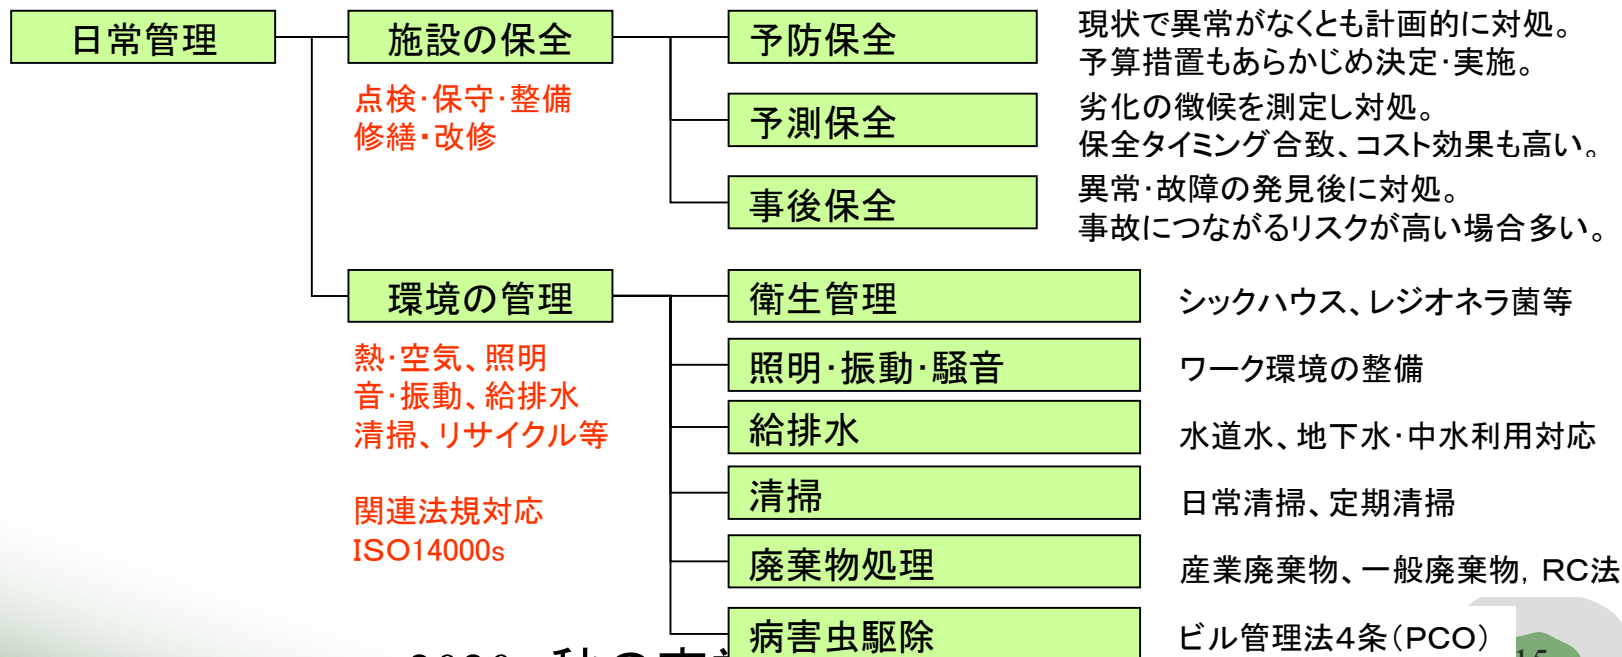 日常管理
施設の保全
点検・保守・整備
修繕・改修
予防保全
現状で異常がなくとも計画的に対処。
予算措置もあらかじめ決定・実施。
予測保全
劣化の徴候を測定し対処。
保全タイミング合致、コスト効果も高い。
事後保全
異常・故障の発見後に対処。
事故につながるリスクが高い場合多い。
環境の管理
熱・空気、照明
音・振動、給排水
清掃、リサイクル等
関連法規対応
ISO14000s
衛生管理
シックハウス、レジオネラ菌等
照明・振動・騒音
ワーク環境の整備
給排水
水道水、地下水・中水利用対応
清掃
日常清掃、定期清掃
廃棄物処理
産業廃棄物、一般廃棄物, RC法
病害虫駆除
ビル管理法4条(PCO)